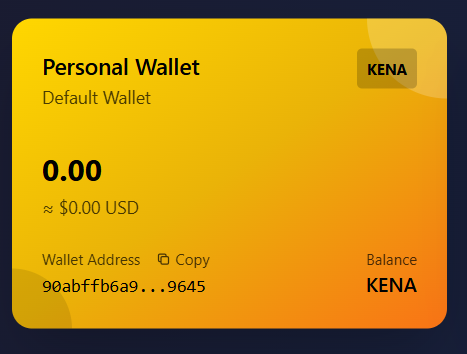 Personal Wallet
KENA
Default Wallet
0.00
≈ $0.00 USD
Wallet Address Copy
90abffb6a9...9645
Balance
KENA